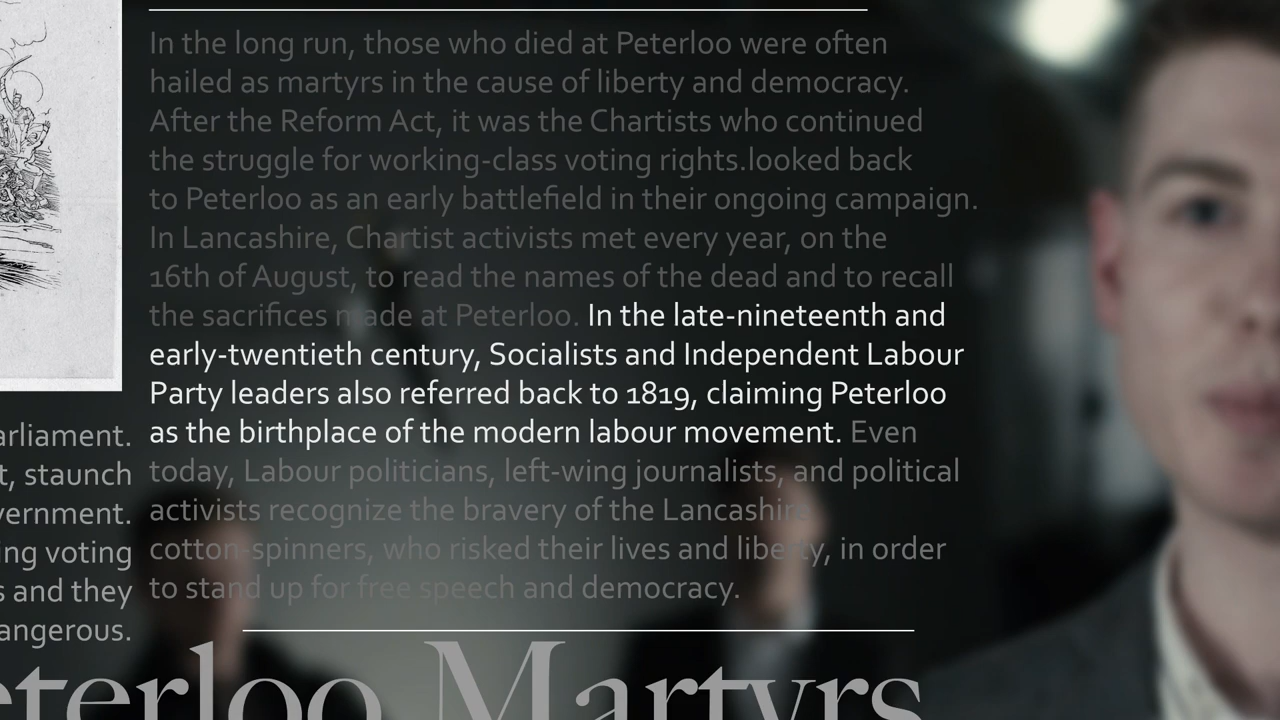 In the long run, those who died at Peterloo were often
hailed as martyrs in the cause of liberty and democracy.
After the Reform Act, it was the Chartists who continued
the struggle for working-class voting rights.looked back
to Peterloo as an early battlefield in their ongoing campaign.
In Lancashire, Chartist activists met every year, on the
16th of August, to read the names of the dead and to recall
the sacrifices made at Peterloo. In the late-nineteenth and
early-twentieth century, Socialists and Independent Labour
Party leaders also referred back to 1819, claiming Peterloo
as the birthplace of the modern labour movement. Even
today, Labour politicians, left-wing journalists, and political
activists recognize the bravery of the Lancashire
cotton-spinners, who risked their lives and liberty, in order
to stand up for free speech and democracy.
arliament.
t, staunch
vernment.
ing voting
s and they
angerous.
eterloo Martyrs